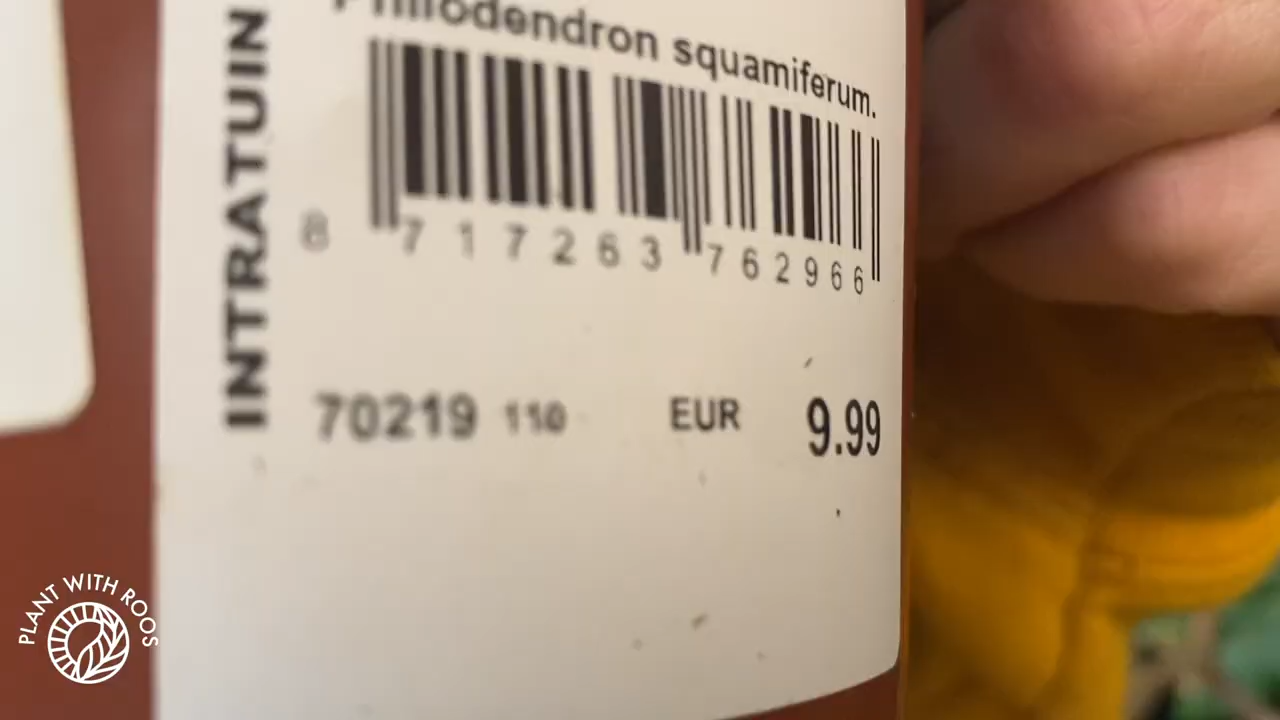 Philodendron squamiferum.
INTRATUIN
8 717263 762966
70219 110 EUR 9.99
PLANT WITH ROOS